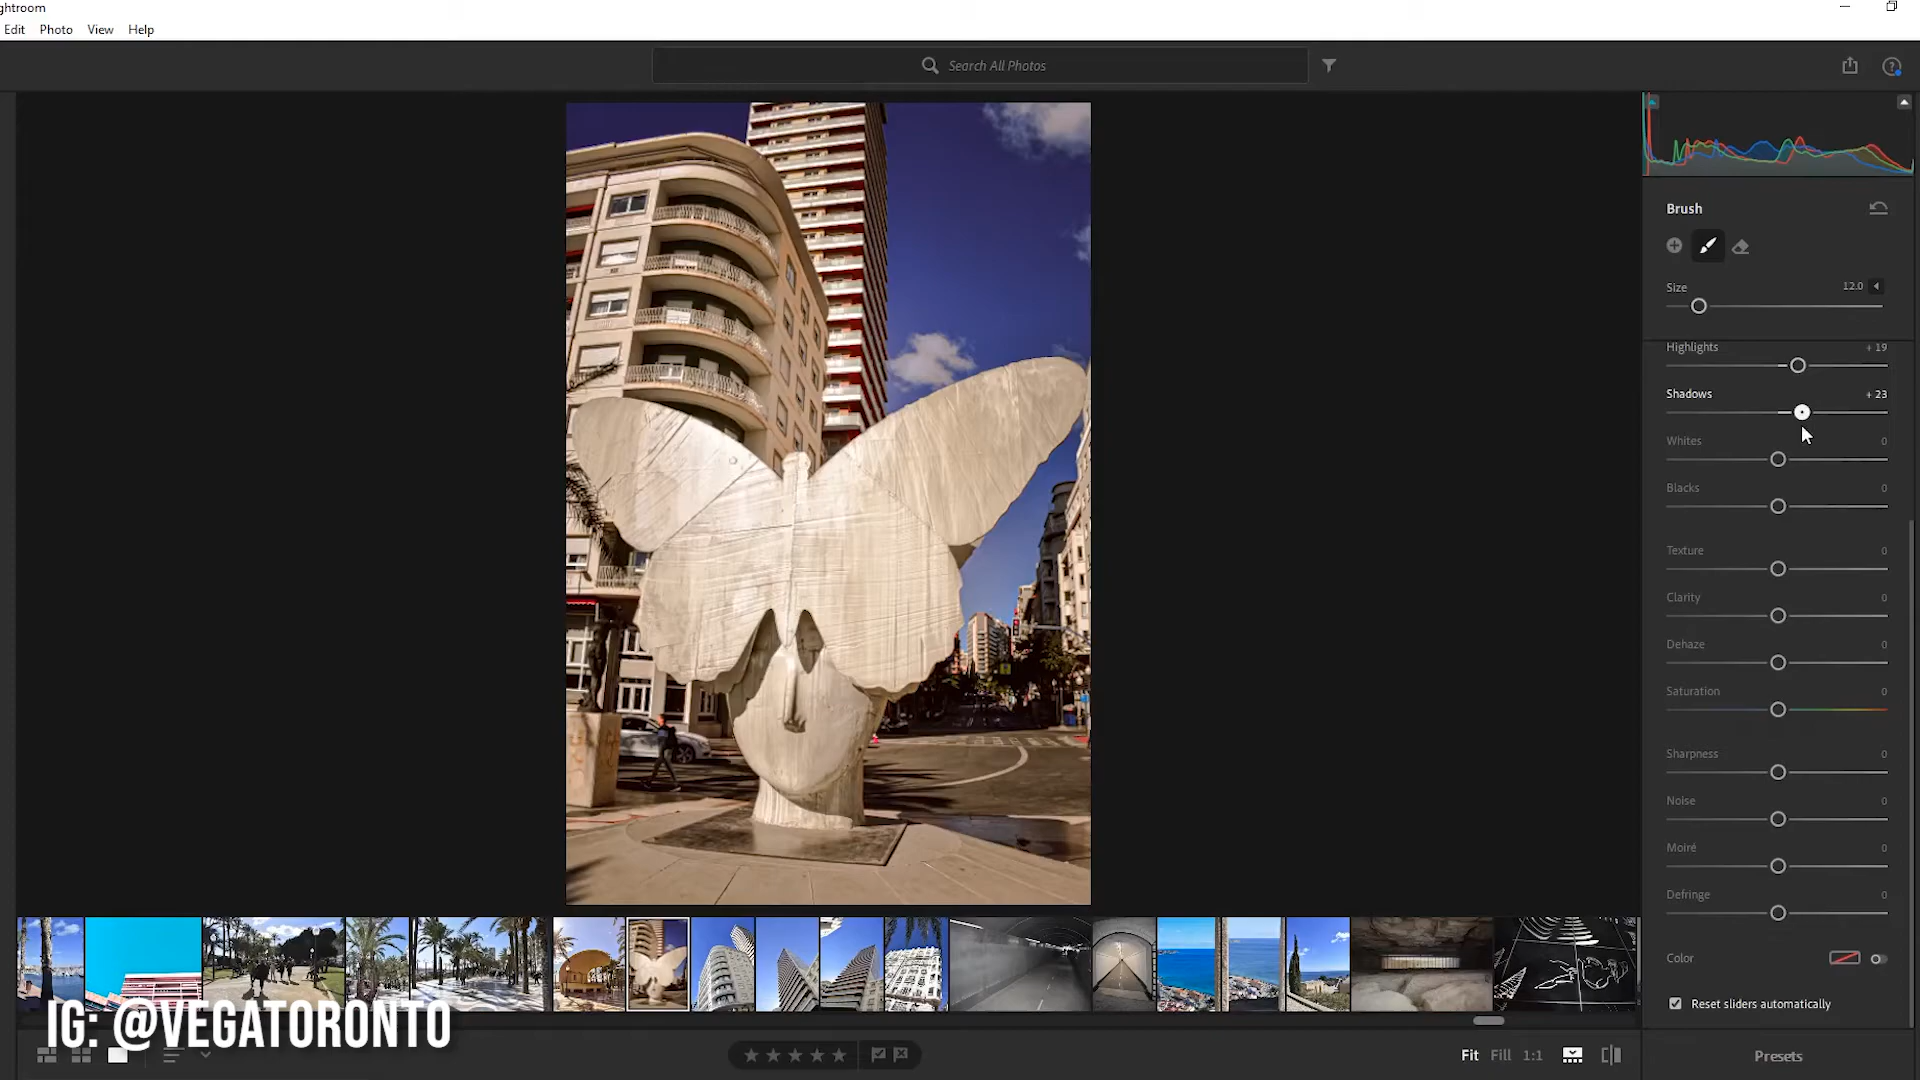 ghtroom
Edit Photo View Help
Search All Photos
Brush
Size 12.0
Highlights + 19
Shadows + 23
Whites 0
Blacks 0
Texture 0
Clarity 0
Dehaze 0
Saturation 0
Sharpness 0
Noise 0
Moiré 0
Defringe 0
Color
Reset sliders automatically
IG: @VEGATORONTO
Fit Fill 1:1
Presets